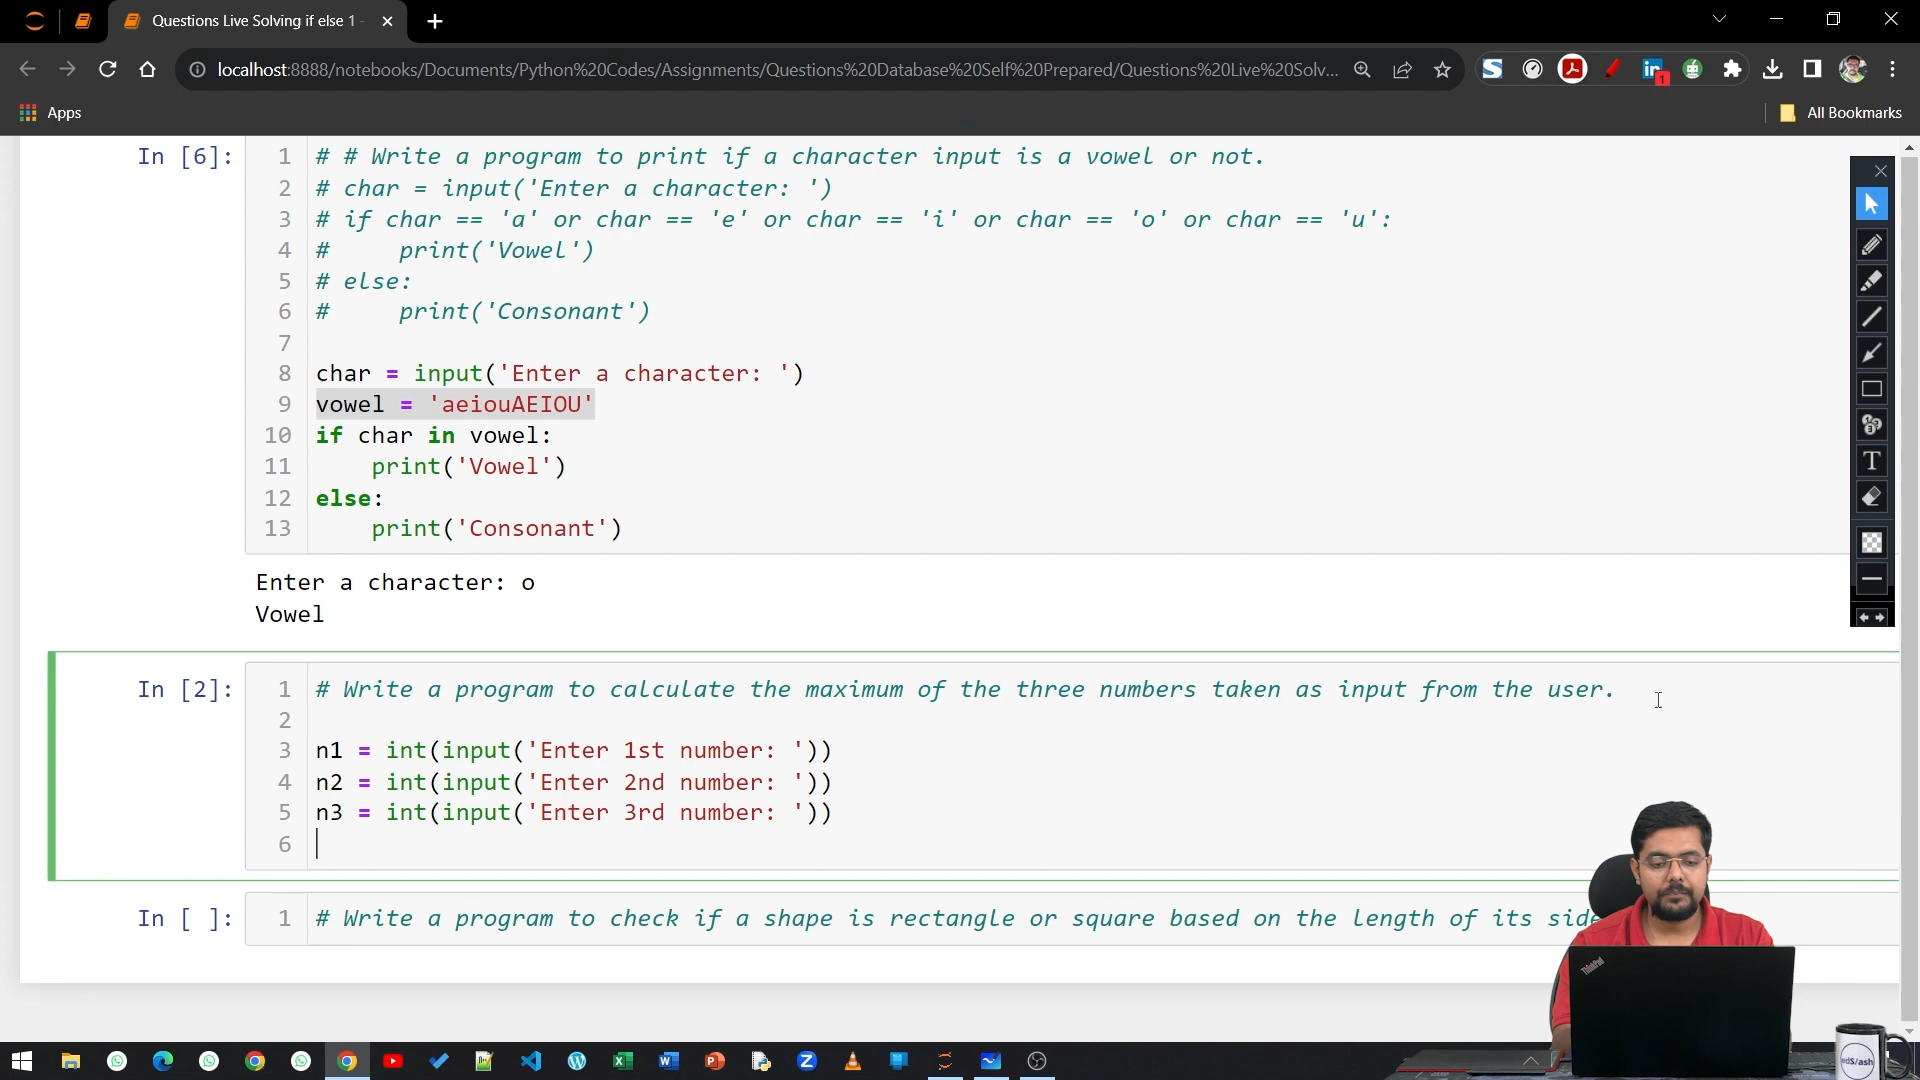 Questions Live Solving if else 1 -
localhost:8888/notebooks/Documents/Python%20Codes/Assignments/Questions%20Database%20Self%20Prepared/Questions%20Live%20Solv...
Apps
All Bookmarks
In [6]:
1 # # Write a program to print if a character input is a vowel or not.
2 # char = input('Enter a character: ')
3 # if char == 'a' or char == 'e' or char == 'i' or char == 'o' or char == 'u':
4 #     print('Vowel')
5 # else:
6 #     print('Consonant')
7
8 char = input('Enter a character: ')
9 vowel = 'aeiouAEIOU'
10 if char in vowel:
11     print('Vowel')
12 else:
13     print('Consonant')
Enter a character: o
Vowel
In [2]:
1 # Write a program to calculate the maximum of the three numbers taken as input from the user.
2
3 n1 = int(input('Enter 1st number: '))
4 n2 = int(input('Enter 2nd number: '))
5 n3 = int(input('Enter 3rd number: '))
6
In [ ]:
1 # Write a program to check if a shape is rectangle or square based on the length of its side
ThinkPad
edSlash